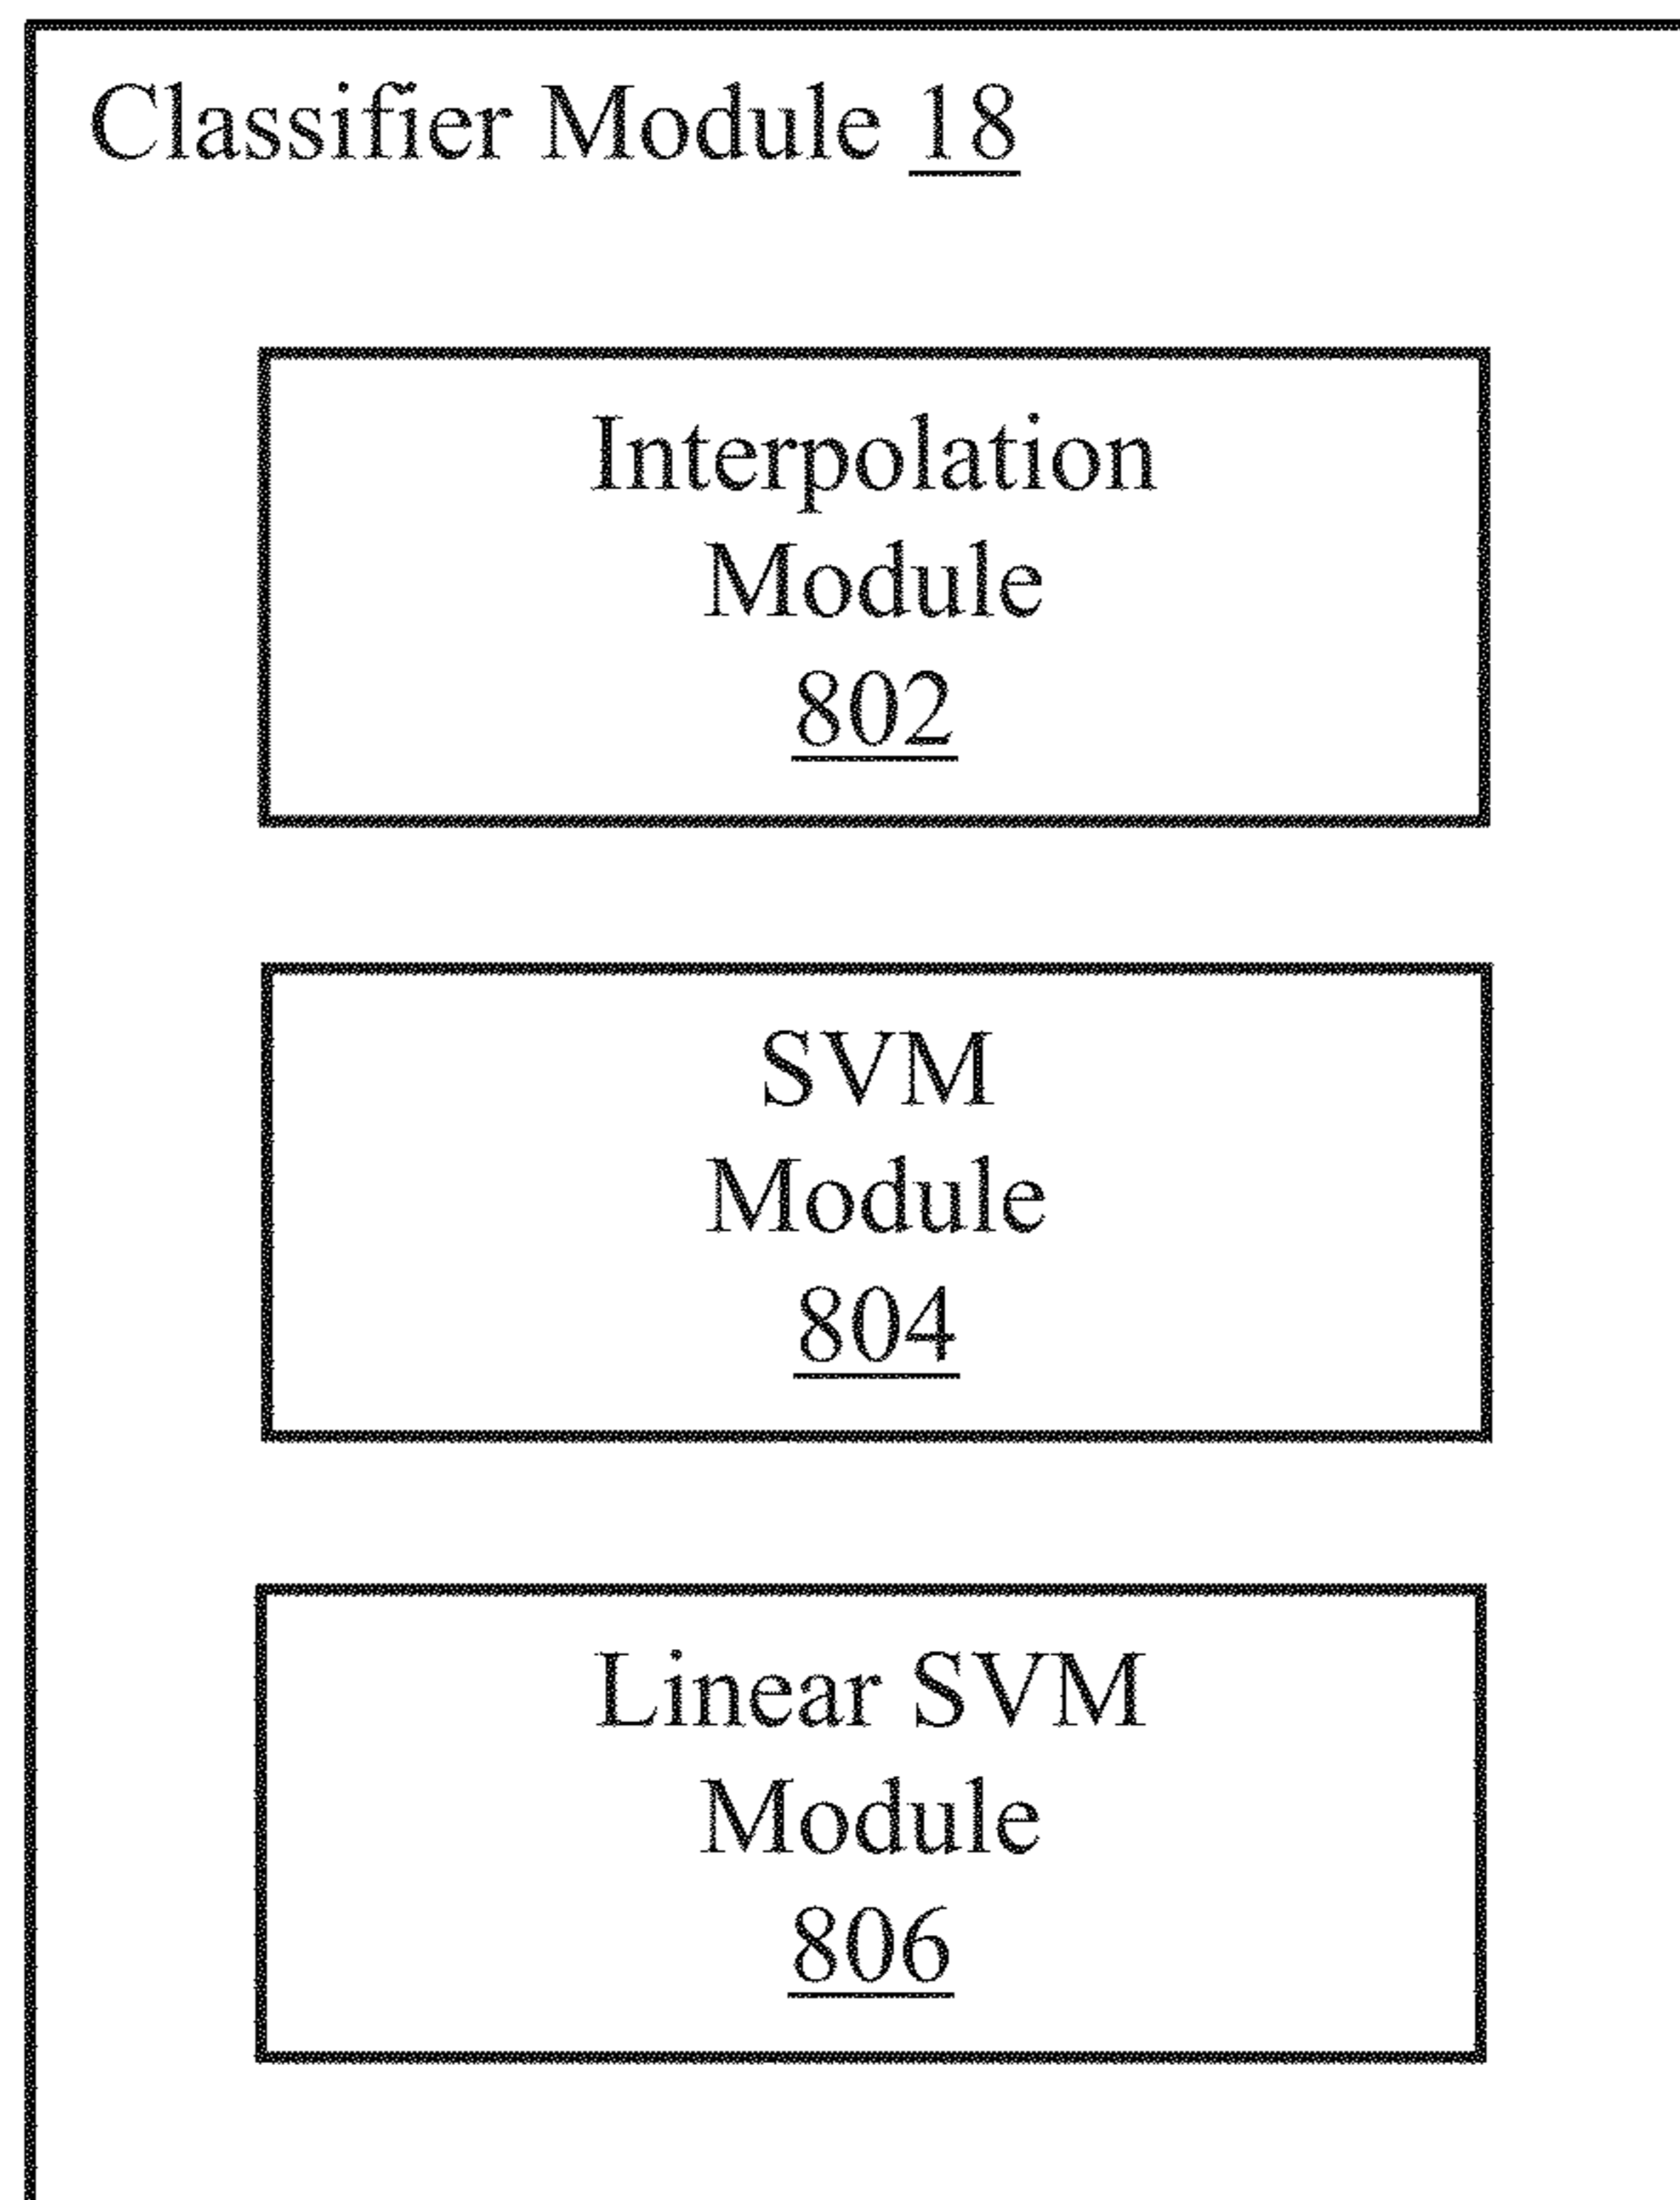 Classifier Module 18
Interpolation
Module
802
SVM
Module
804
Linear SVM
Module
806